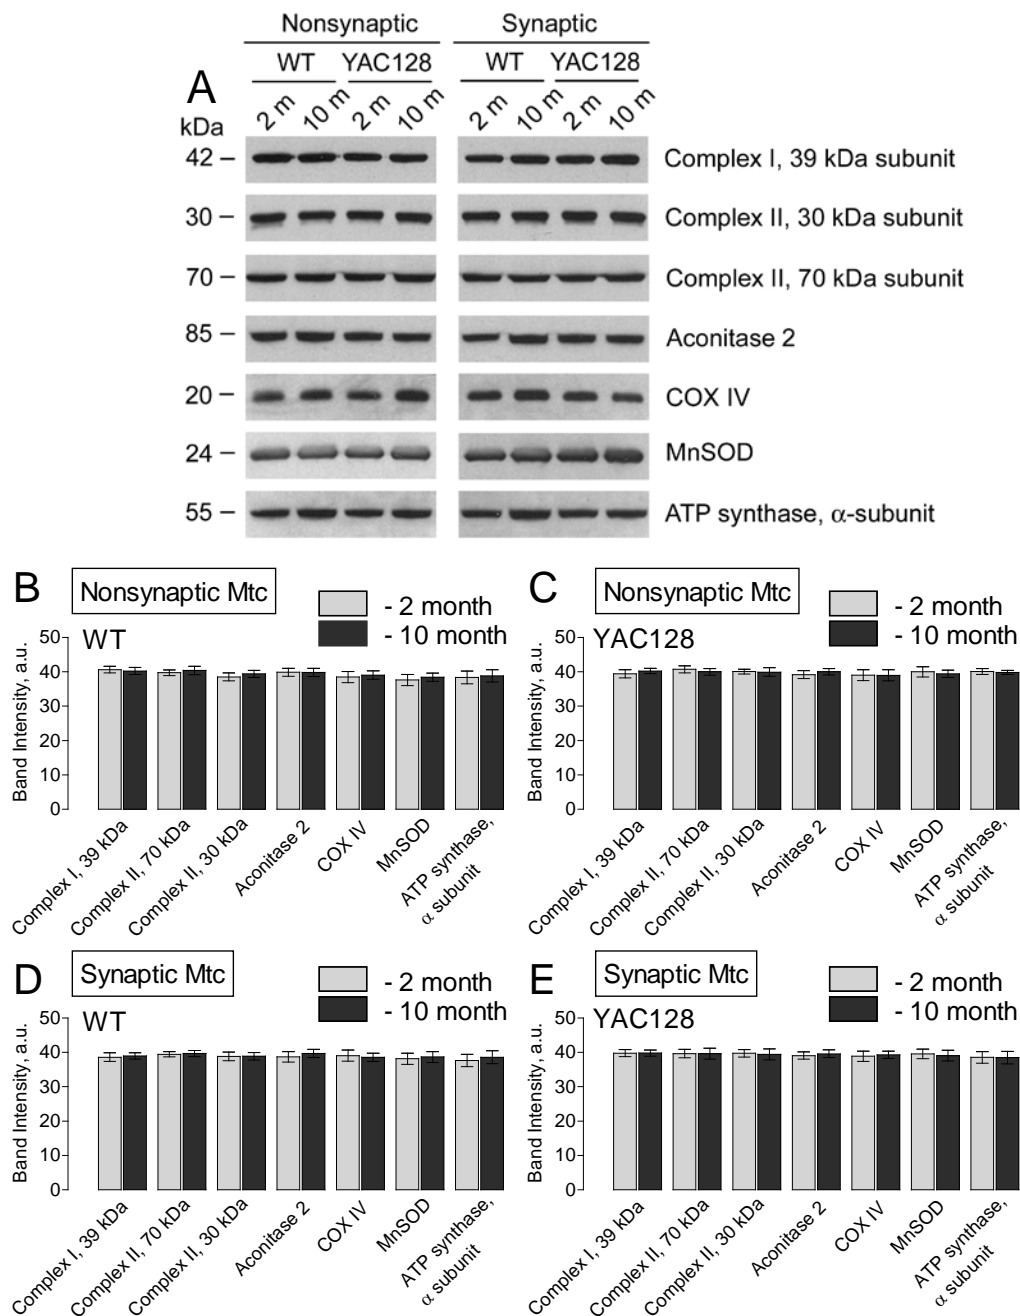 Nonsynaptic Synaptic
WT YAC128 WT YAC128
A
kDa 2 m 10 m 2 m 10 m 2 m 10 m 2 m 10 m
42 – Complex I, 39 kDa subunit
30 – Complex II, 30 kDa subunit
70 – Complex II, 70 kDa subunit
85 – Aconitase 2
20 – COX IV
24 – MnSOD
55 – ATP synthase, α-subunit
B Nonsynaptic Mtc
- 2 month
- 10 month
WT
Band Intensity, a.u.
50
40
30
20
10
0
Complex I, 39 kDa
Complex II, 70 kDa
Complex II, 30 kDa
Aconitase 2
COX IV
MnSOD
ATP synthase,
α subunit
C Nonsynaptic Mtc
- 2 month
- 10 month
YAC128
Band Intensity, a.u.
50
40
30
20
10
0
Complex I, 39 kDa
Complex II, 70 kDa
Complex II, 30 kDa
Aconitase 2
COX IV
MnSOD
ATP synthase,
α subunit
D Synaptic Mtc
- 2 month
- 10 month
WT
Band Intensity, a.u.
50
40
30
20
10
0
Complex I, 39 kDa
Complex II, 70 kDa
Complex II, 30 kDa
Aconitase 2
COX IV
MnSOD
ATP synthase,
α subunit
E Synaptic Mtc
- 2 month
- 10 month
YAC128
Band Intensity, a.u.
50
40
30
20
10
0
Complex I, 39 kDa
Complex II, 70 kDa
Complex II, 30 kDa
Aconitase 2
COX IV
MnSOD
ATP synthase,
α subunit